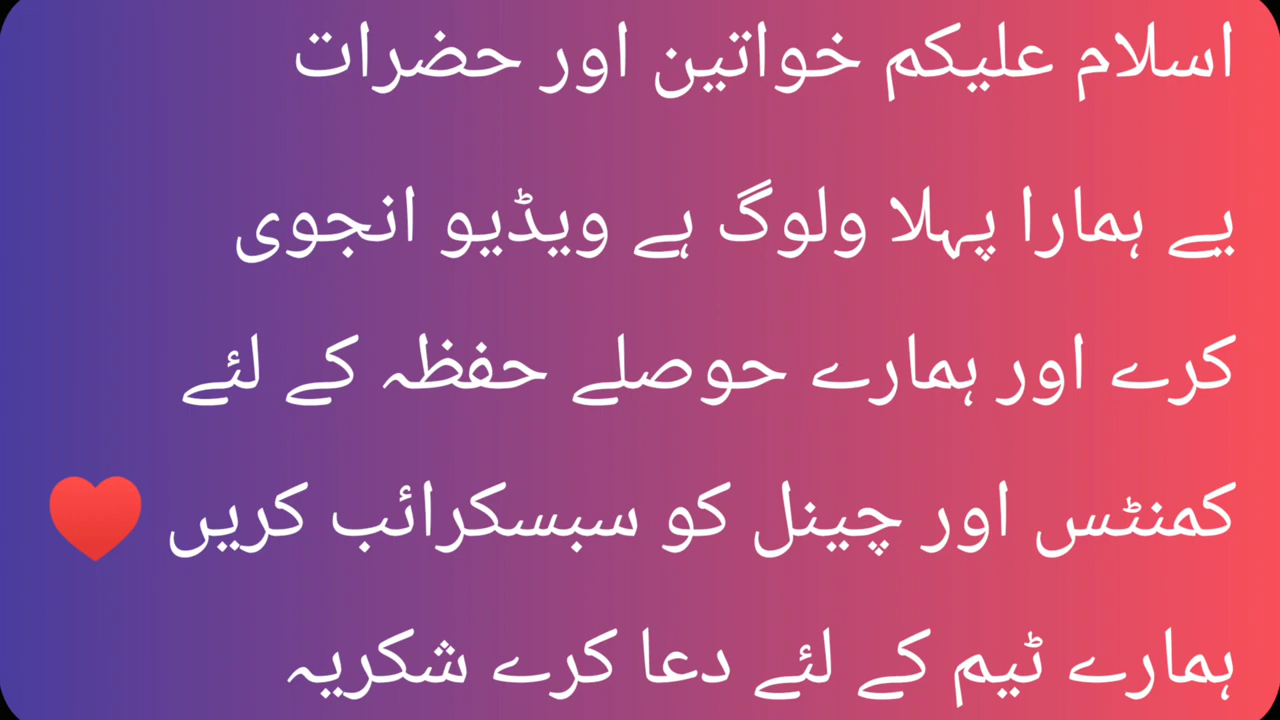 اسلام علیکم خواتین اور حضرات
یے ہمارا پہلا ولوگ ہے ویڈیو انجوی
کرے اور ہمارے حوصلے حفظہ کے لئے
کمنٹس اور چینل کو سبسکرائب کریں ♥️
ہمارے ٹیم کے لئے دعا کرے شکریہ